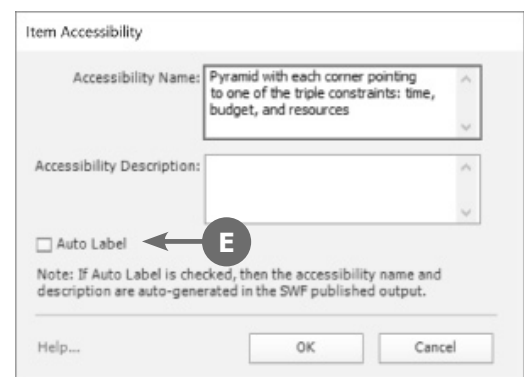 Item Accessibility
Accessibility Name:
Pyramid with each corner pointing
to one of the triple constraints: time,
budget, and resources
Accessibility Description:
Auto Label
E
Note: If Auto Label is checked, then the accessibility name and
description are auto-generated in the SWF published output.
Help...
OK
Cancel